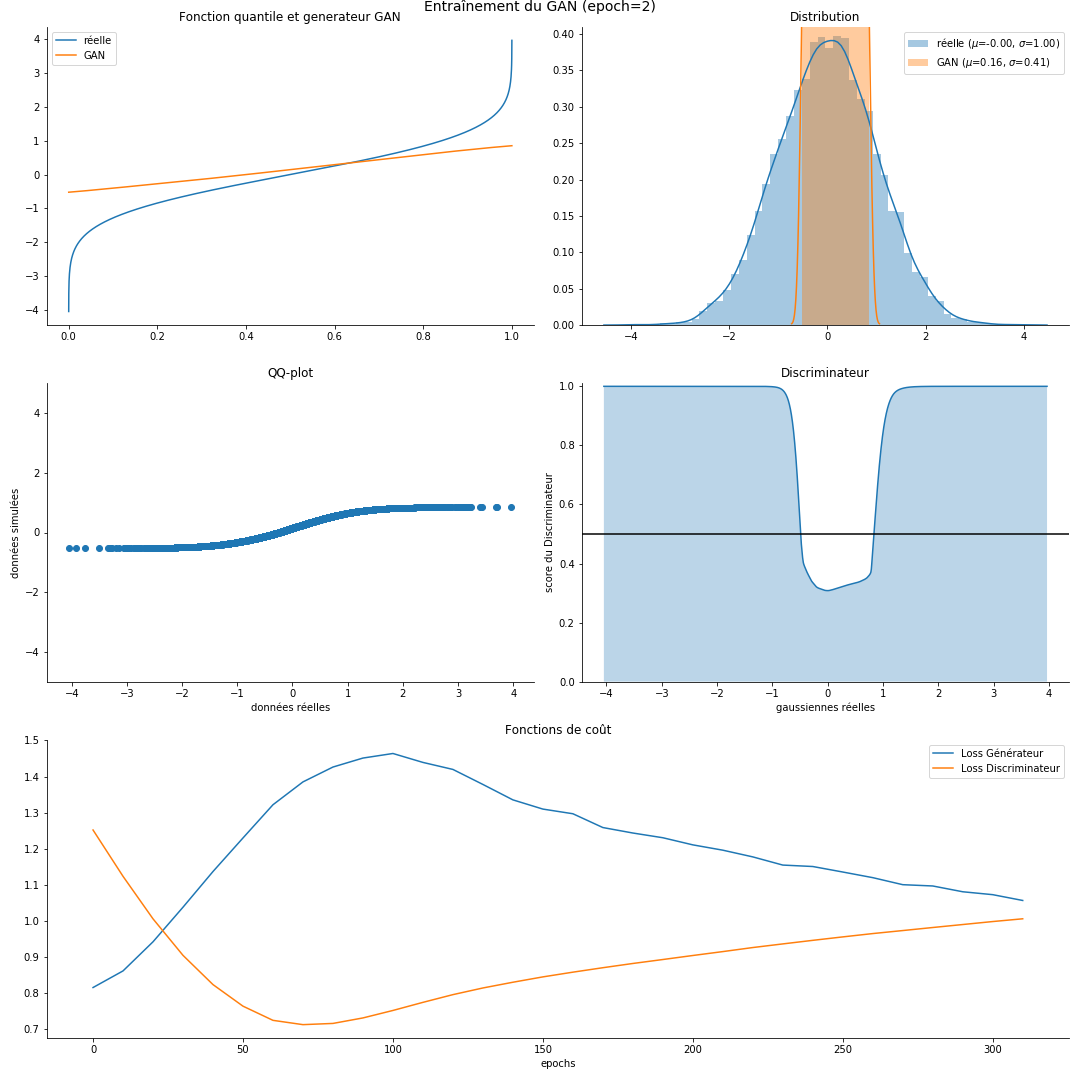 Entraînement du GAN (epoch=2)
Fonction quantile et generateur GAN
réelle
GAN
4
3
2
1
0
−1
−2
−3
−4
0.0 0.2 0.4 0.6 0.8 1.0
Distribution
réelle (μ=-0.00, σ=1.00)
GAN (μ=0.16, σ=0.41)
0.40
0.35
0.30
0.25
0.20
0.15
0.10
0.05
0.00
−4 −2 0 2 4
QQ-plot
données simulées
4
2
0
−2
−4
−4 −3 −2 −1 0 1 2 3 4
données réelles
Discriminateur
score du Discriminateur
1.0
0.8
0.6
0.4
0.2
0.0
−4 −3 −2 −1 0 1 2 3 4
gaussiennes réelles
Fonctions de coût
Loss Générateur
Loss Discriminateur
1.5
1.4
1.3
1.2
1.1
1.0
0.9
0.8
0.7
0 50 100 150 200 250 300
epochs